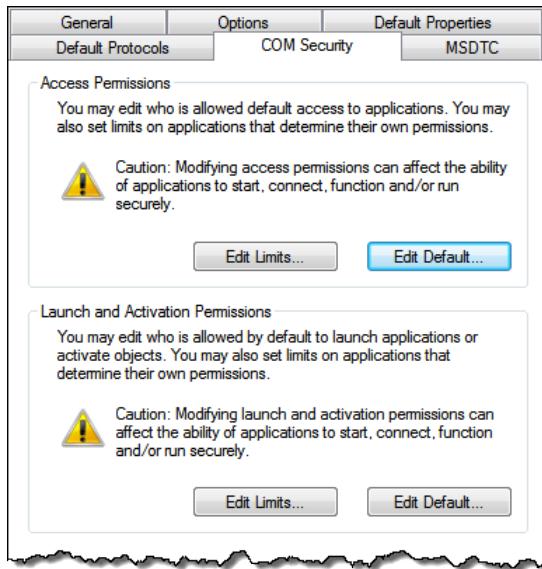 General Options Default Properties
Default Protocols COM Security MSDTC
Access Permissions
You may edit who is allowed default access to applications. You may
also set limits on applications that determine their own permissions.
Caution: Modifying access permissions can affect the ability
of applications to start, connect, function and/or run
securely.
Edit Limits... Edit Default...
Launch and Activation Permissions
You may edit who is allowed by default to launch applications or
activate objects. You may also set limits on applications that
determine their own permissions.
Caution: Modifying launch and activation permissions can
affect the ability of applications to start, connect, function
and/or run securely.
Edit Limits... Edit Default...